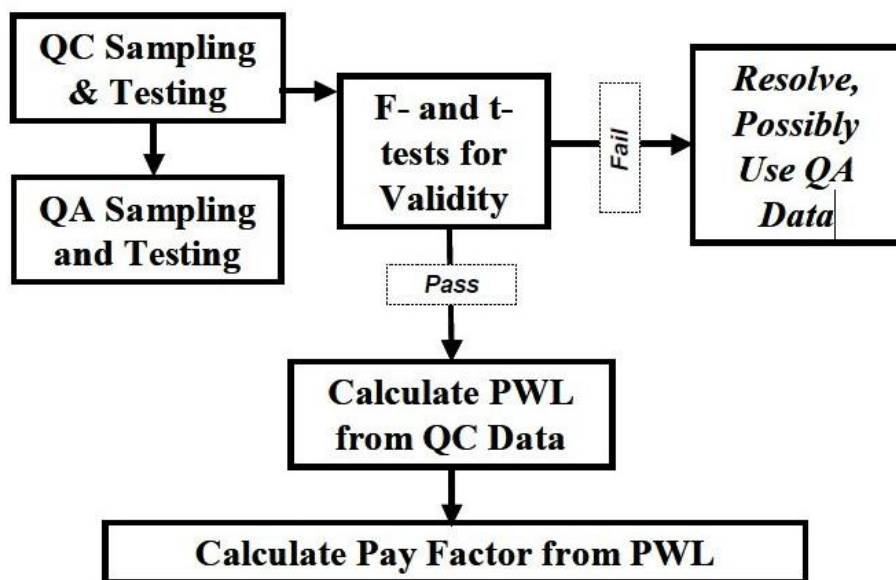 QC Sampling
& Testing
QA Sampling
and Testing
F- and t-
tests for
Validity
Fail
Resolve,
Possibly
Use QA
Data
Pass
Calculate PWL
from QC Data
Calculate Pay Factor from PWL